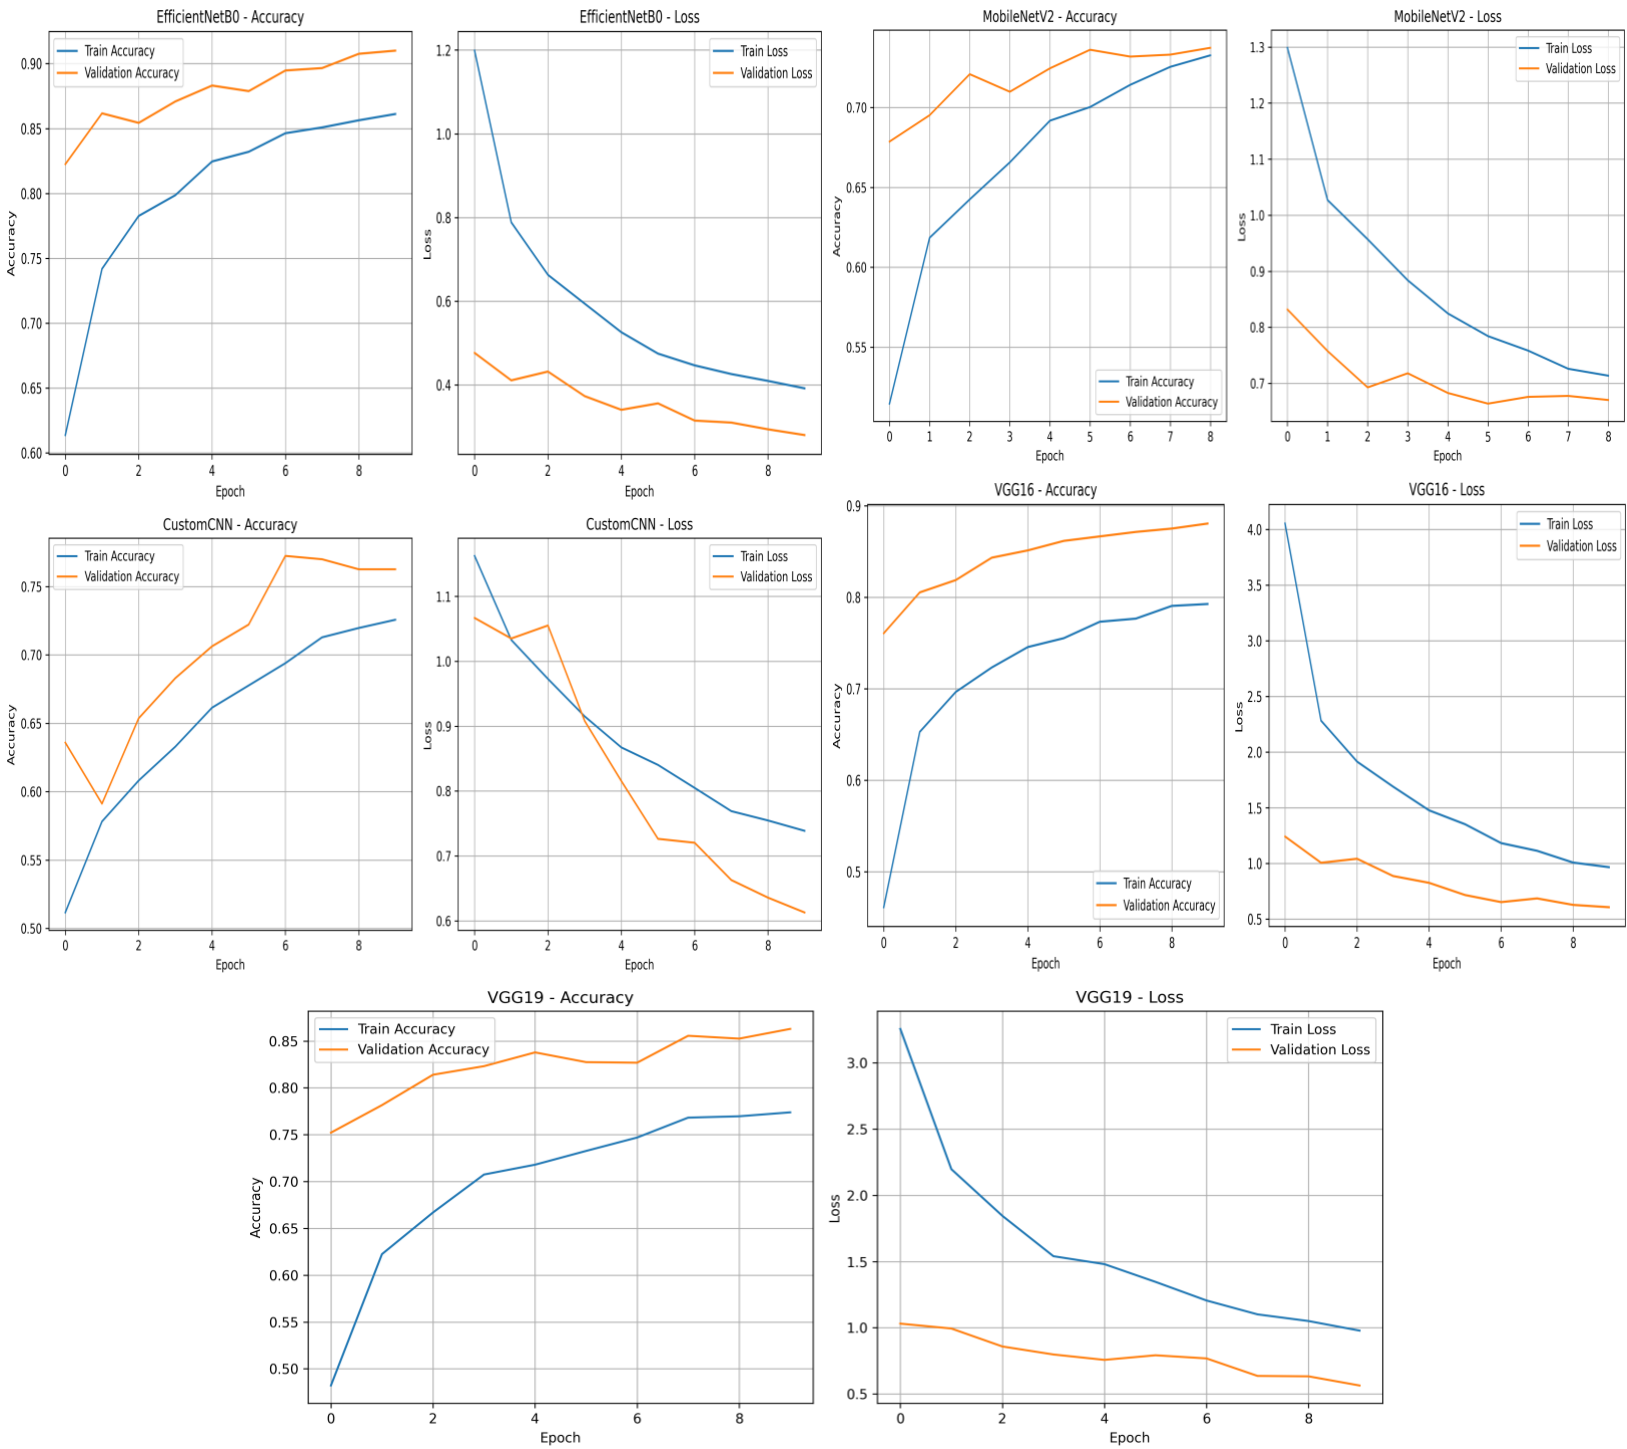 EfficientNetB0 - Accuracy
Train Accuracy
Validation Accuracy
0.90
0.85
0.80
0.75
0.70
0.65
0.60
Accuracy
0 2 4 6 8
Epoch
EfficientNetB0 - Loss
Train Loss
Validation Loss
1.2
1.0
0.8
0.6
0.4
Loss
0 2 4 6 8
Epoch
MobileNetV2 - Accuracy
0.70
0.65
0.60
0.55
Accuracy
Train Accuracy
Validation Accuracy
0 1 2 3 4 5 6 7 8
Epoch
MobileNetV2 - Loss
Train Loss
Validation Loss
1.3
1.2
1.1
1.0
0.9
0.8
0.7
Loss
0 1 2 3 4 5 6 7 8
Epoch
CustomCNN - Accuracy
Train Accuracy
Validation Accuracy
0.75
0.70
0.65
0.60
0.55
0.50
Accuracy
0 2 4 6 8
Epoch
CustomCNN - Loss
Train Loss
Validation Loss
1.1
1.0
0.9
0.8
0.7
0.6
Loss
0 2 4 6 8
Epoch
VGG16 - Accuracy
0.9
0.8
0.7
0.6
0.5
Accuracy
Train Accuracy
Validation Accuracy
0 2 4 6 8
Epoch
VGG16 - Loss
Train Loss
Validation Loss
4.0
3.5
3.0
2.5
2.0
1.5
1.0
0.5
Loss
0 2 4 6 8
Epoch
VGG19 - Accuracy
Train Accuracy
Validation Accuracy
0.85
0.80
0.75
0.70
0.65
0.60
0.55
0.50
Accuracy
0 2 4 6 8
Epoch
VGG19 - Loss
Train Loss
Validation Loss
3.0
2.5
2.0
1.5
1.0
0.5
Loss
0 2 4 6 8
Epoch